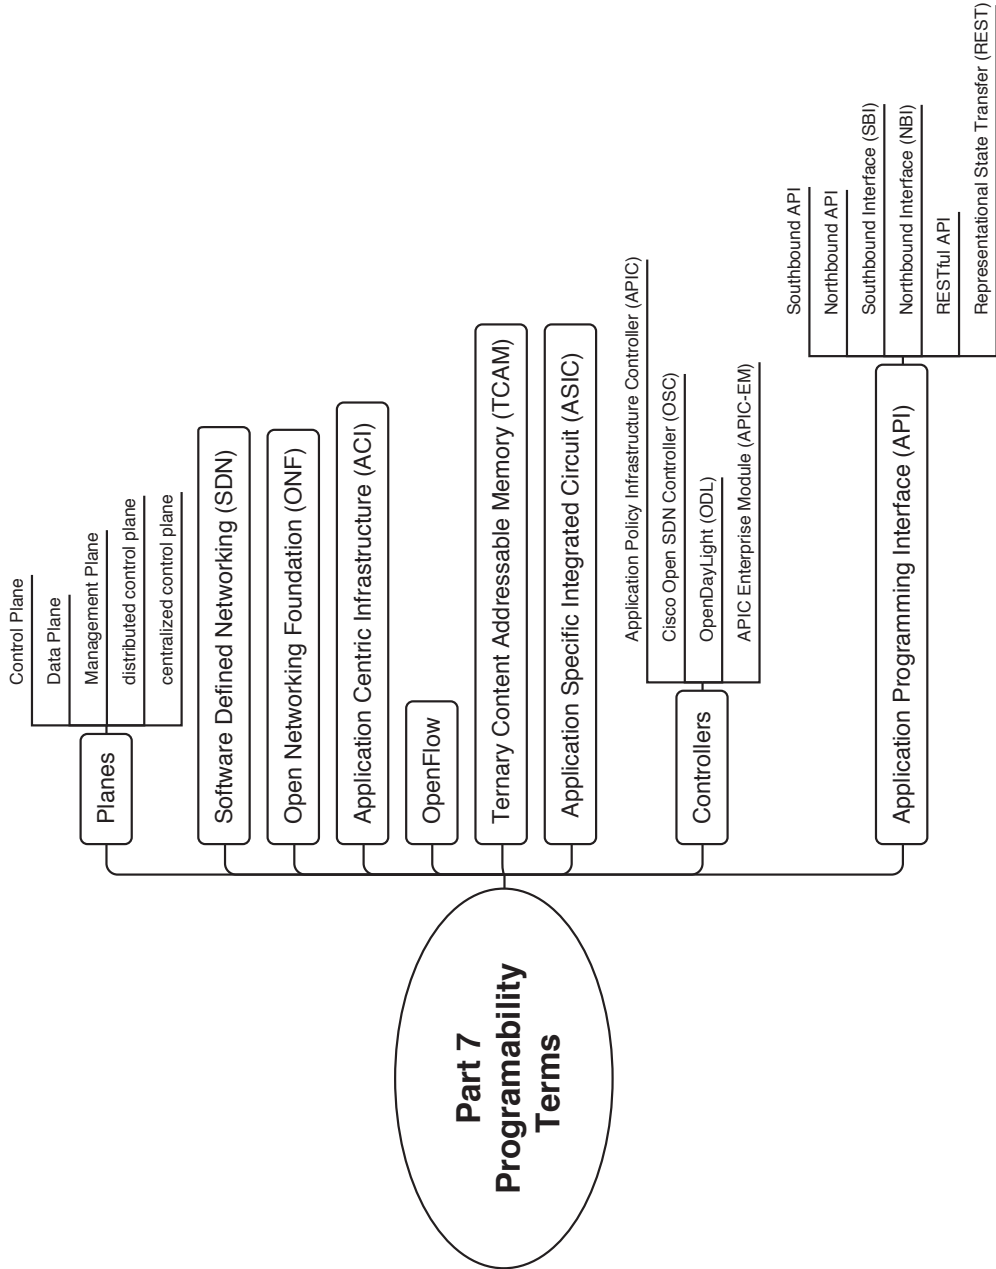 Part 7
Programability
Terms
Planes
Control Plane
Data Plane
Management Plane
distributed control plane
centralized control plane
Software Defined Networking (SDN)
Open Networking Foundation (ONF)
Application Centric Infrastructure (ACI)
OpenFlow
Ternary Content Addressable Memory (TCAM)
Application Specific Integrated Circuit (ASIC)
Controllers
Application Policy Infrastructure Controller (APIC)
Cisco Open SDN Controller (OSC)
OpenDayLight (ODL)
APIC Enterprise Module (APIC-EM)
Application Programming Interface (API)
Southbound API
Northbound API
Southbound Interface (SBI)
Northbound Interface (NBI)
RESTful API
Representational State Transfer (REST)